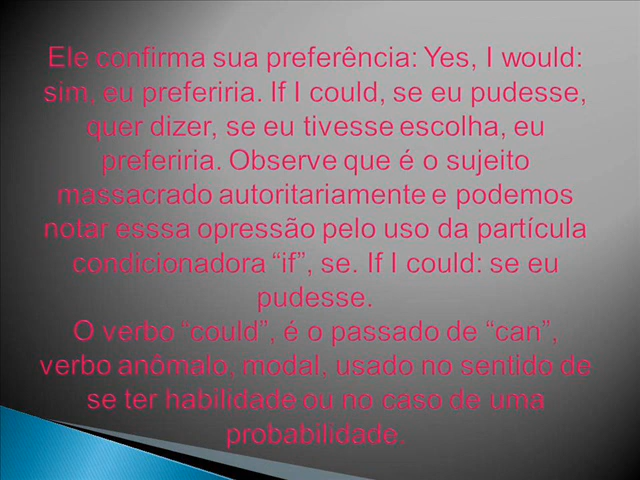 Ele confirma sua preferência: Yes, I would:
sim, eu preferiria. If I could, se eu pudesse,
quer dizer, se eu tivesse escolha, eu
preferiria. Observe que é o sujeito
massacrado autoritariamente e podemos
notar esssa opressão pelo uso da partícula
condicionadora “if”, se. If I could: se eu
pudesse.
O verbo “could”, é o passado de “can”,
verbo anômalo, modal, usado no sentido de
se ter habilidade ou no caso de uma
probabilidade.